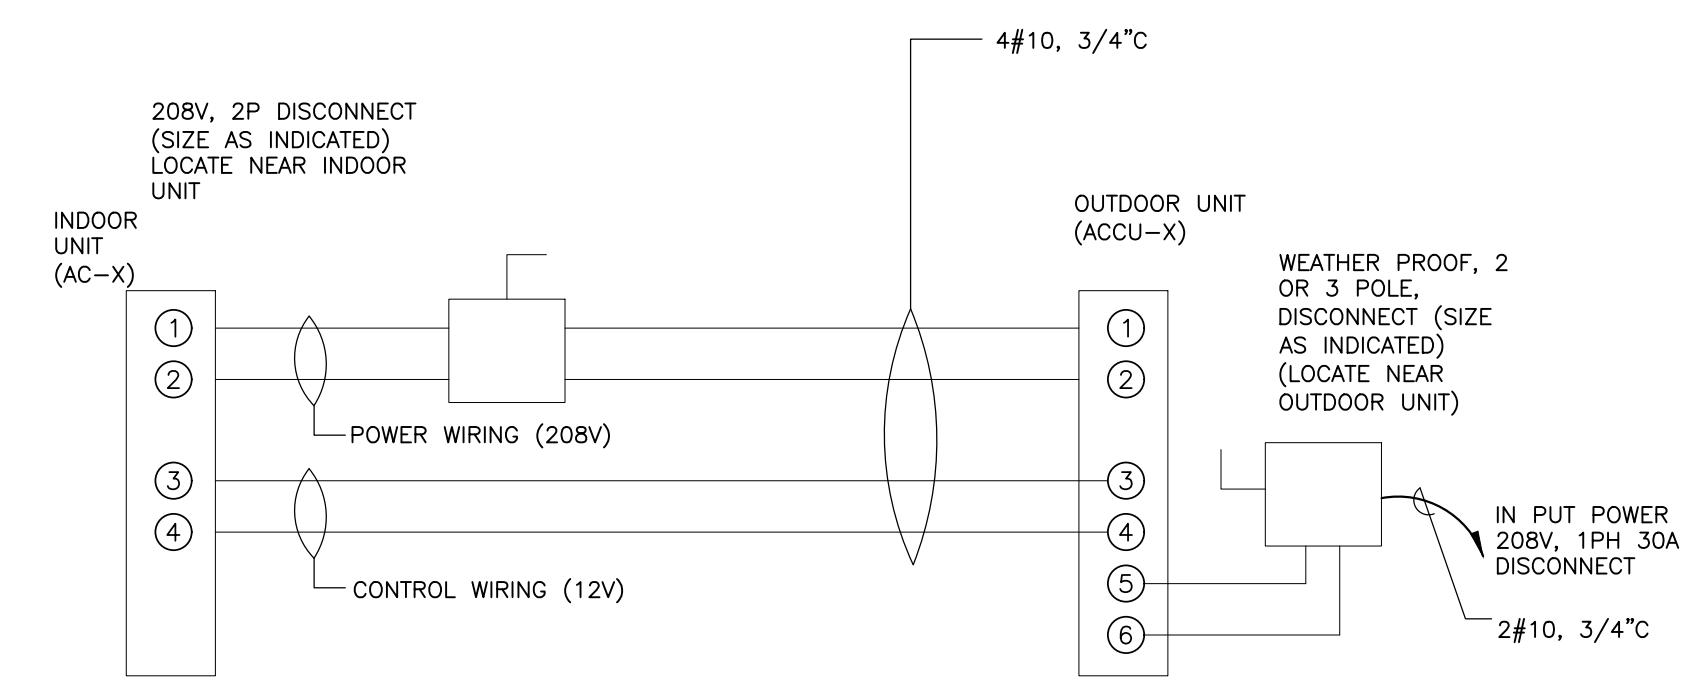 4#10, 3/4”C
208V, 2P DISCONNECT
(SIZE AS INDICATED)
LOCATE NEAR INDOOR
UNIT
INDOOR
UNIT
(AC-X)
OUTDOOR UNIT
(ACCU-X)
WEATHER PROOF, 2
OR 3 POLE,
DISCONNECT (SIZE
AS INDICATED)
(LOCATE NEAR
OUTDOOR UNIT)
1
2
3
4
POWER WIRING (208V)
CONTROL WIRING (12V)
1
2
3
4
5
6
IN PUT POWER
208V, 1PH 30A
DISCONNECT
2#10, 3/4”C